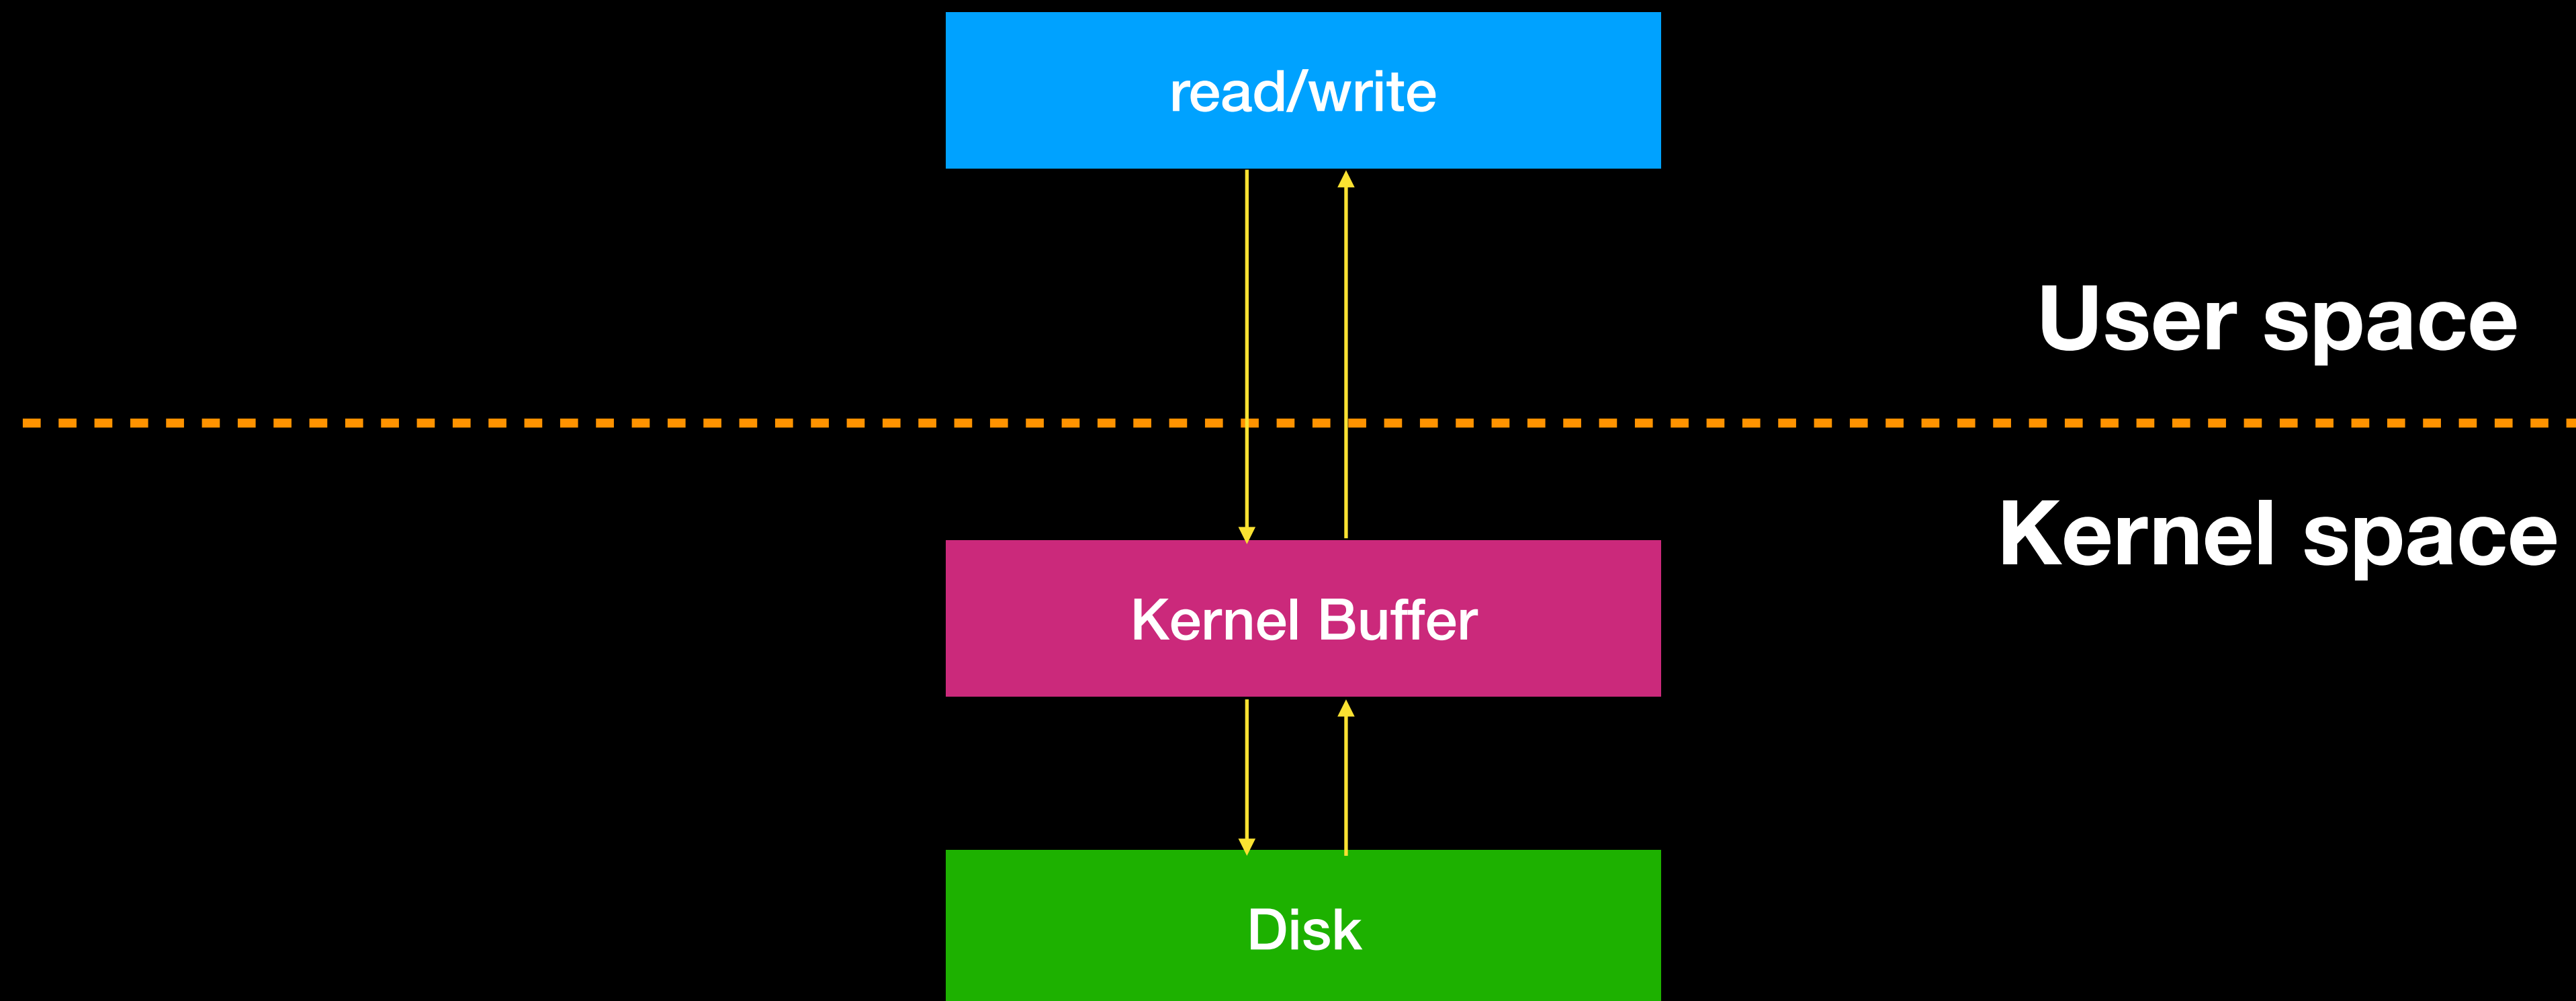 read/write
User space
Kernel space
Kernel Buffer
Disk